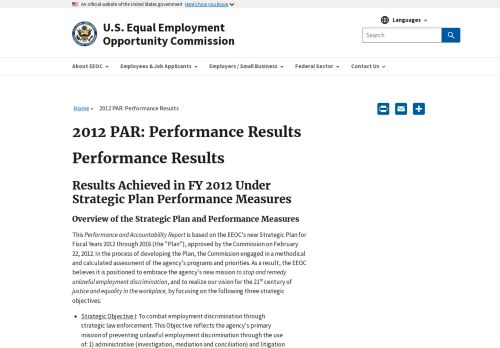 An official website of the United States government Here's how you know
U.S. Equal Employment
Opportunity Commission
Languages
Search
About EEOC
Employees & Job Applicants
Employers / Small Business
Federal Sector
Contact Us
Home » 2012 PAR: Performance Results
2012 PAR: Performance Results
Performance Results
Results Achieved in FY 2012 Under
Strategic Plan Performance Measures
Overview of the Strategic Plan and Performance Measures
This Performance and Accountability Report is based on the EEOC's new Strategic Plan for
Fiscal Years 2012 through 2016 (the "Plan"), approved by the Commission on February
22, 2012. In the process of developing the Plan, the Commission engaged in a methodical
and calculated assessment of the agency's programs and priorities. As a result, the EEOC
believes it is positioned to embrace the agency's new mission to stop and remedy
unlawful employment discrimination, and to realize our vision for the 21st century of
justice and equality in the workplace, by focusing on the following three strategic
objectives:
• Strategic Objective I: To combat employment discrimination through
strategic law enforcement. This Objective reflects the agency's primary
mission of preventing unlawful employment discrimination through the use
of: 1) administrative (investigation, mediation and conciliation) and litigation